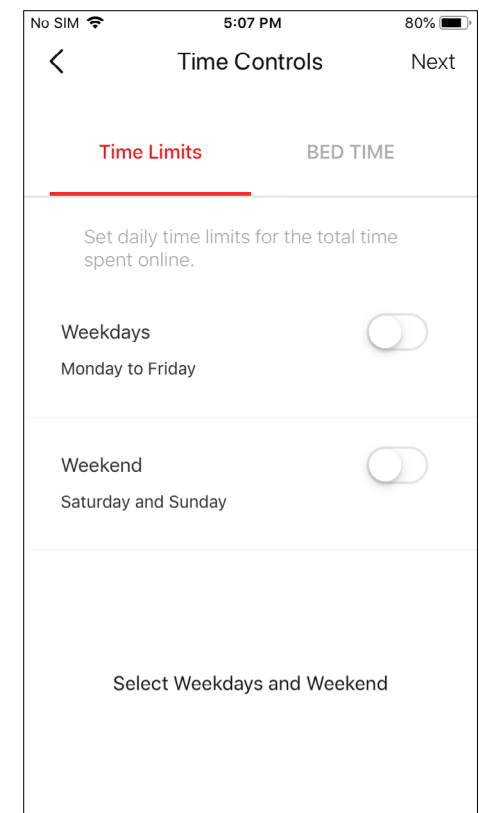 No SIM 5:07 PM 80%
Time Controls Next
Time Limits BED TIME
Set daily time limits for the total time
spent online.
Weekdays
Monday to Friday
Weekend
Saturday and Sunday
Select Weekdays and Weekend